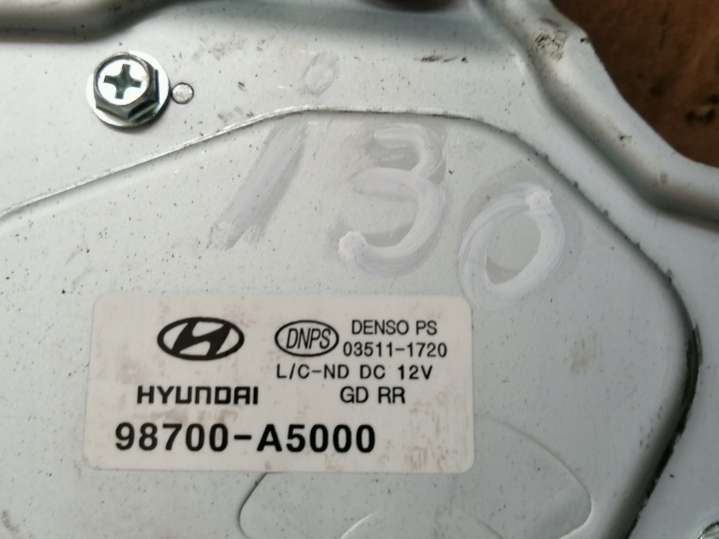 i30
DNPS DENSO PS
03511-1720
L/C-ND DC 12V
HYUNDAI GD RR
98700-A5000